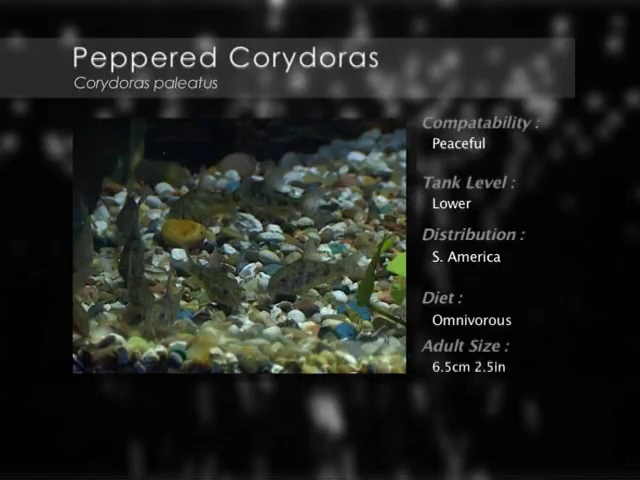 Peppered Corydoras
Corydoras paleatus
Compatability :
Peaceful
Tank Level :
Lower
Distribution :
S. America
Diet :
Omnivorous
Adult Size :
6.5cm 2.5in